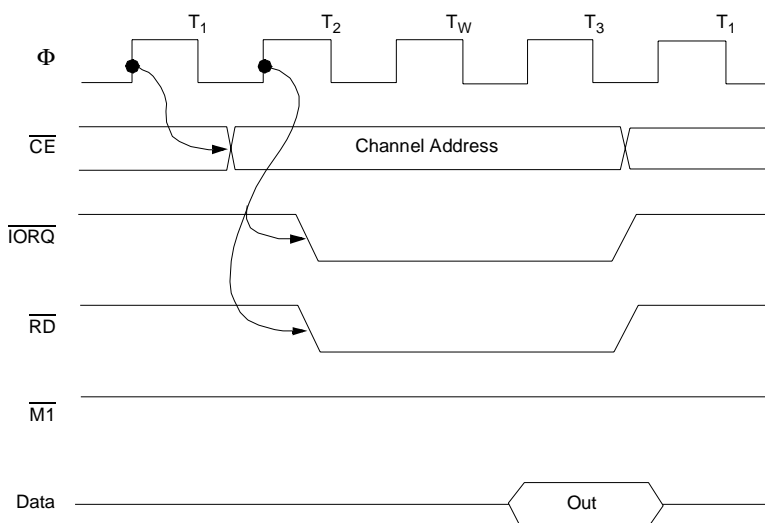 T1 T2 TW T3 T1
Φ
CE
Channel Address
IORQ
RD
M1
Data
Out